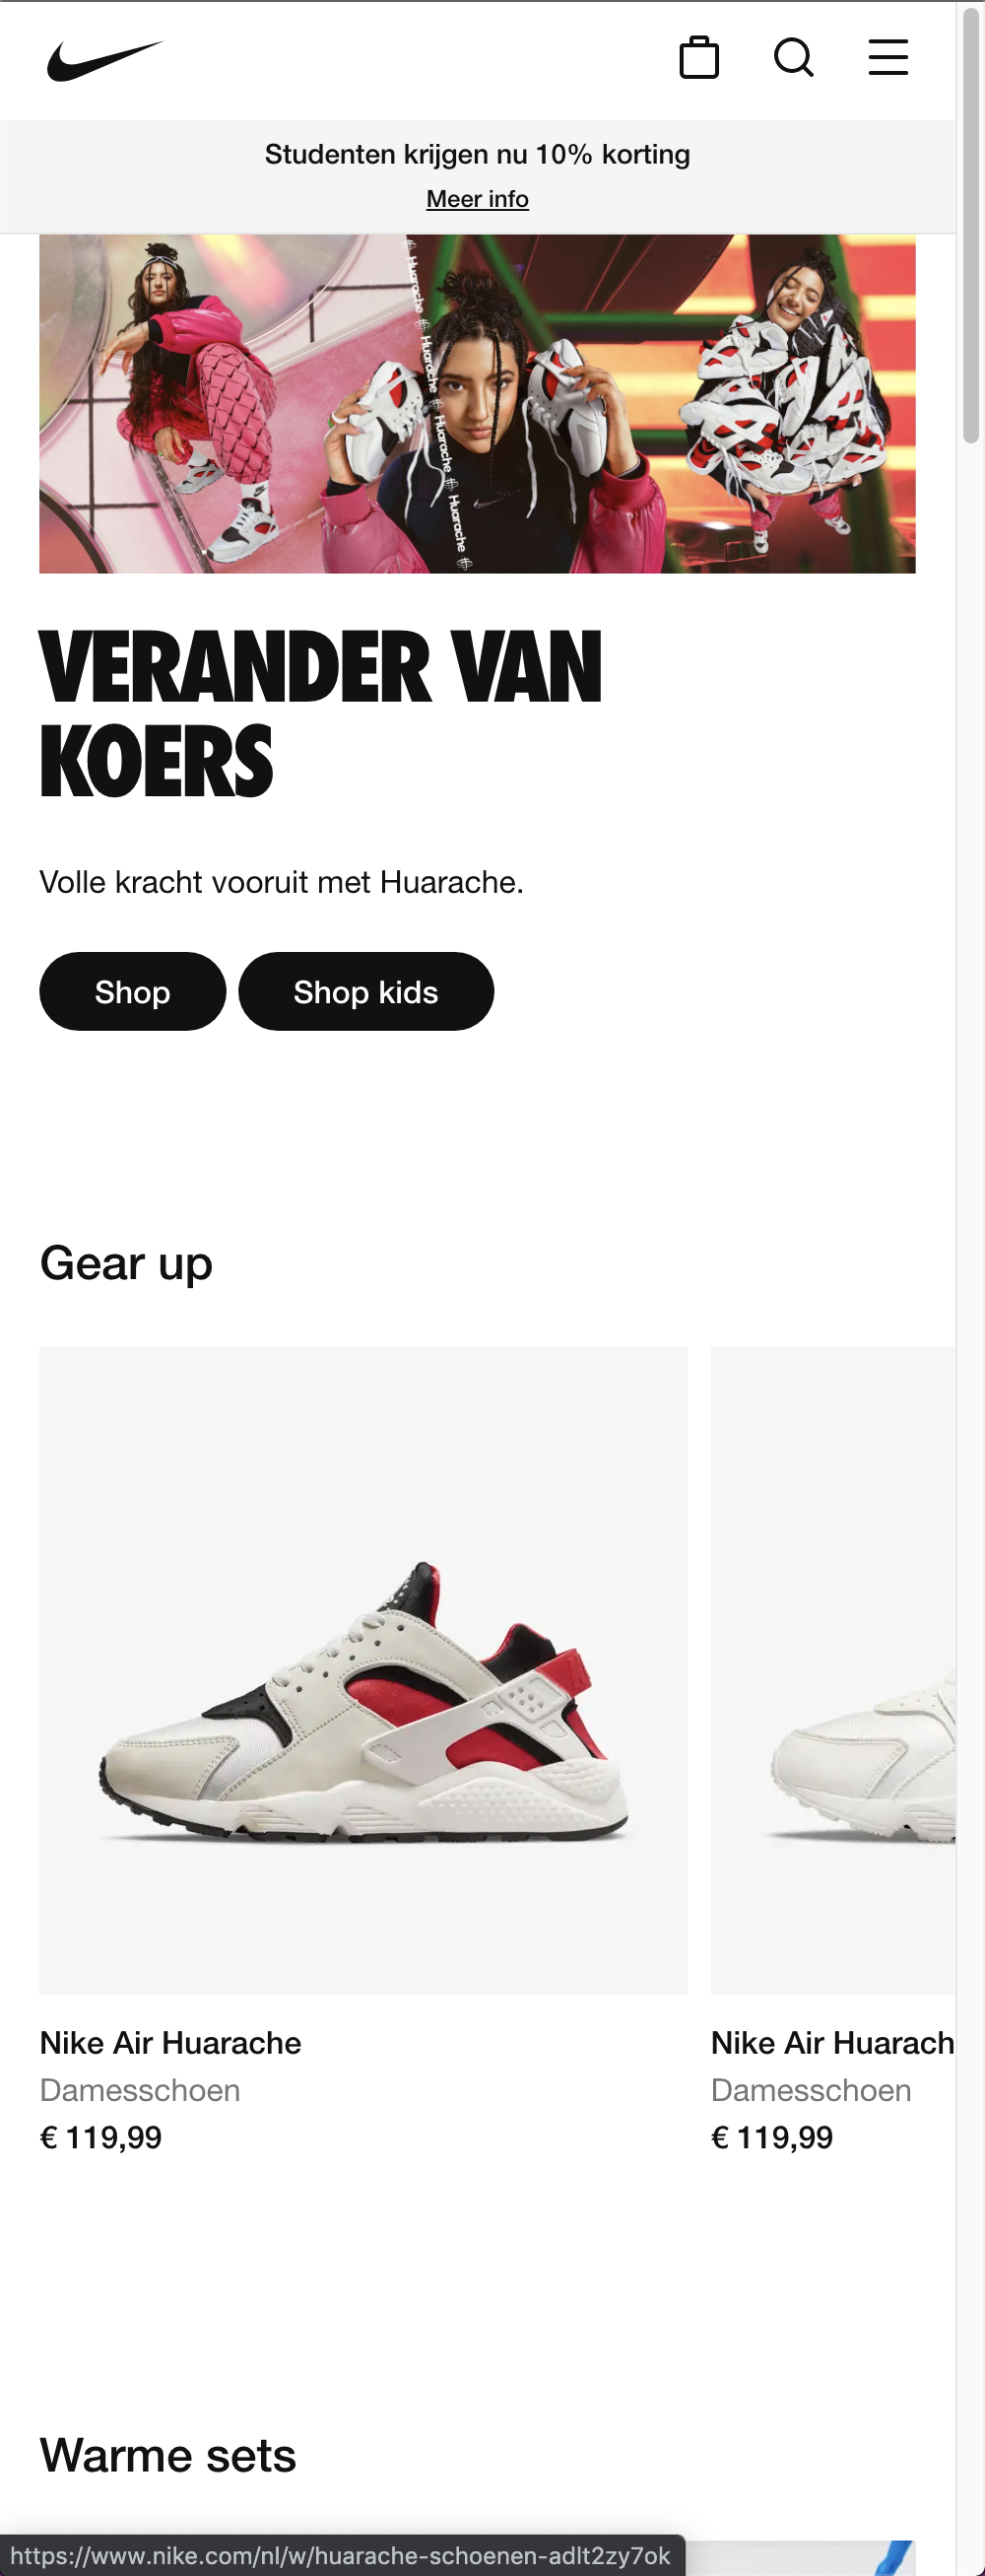 Studenten krijgen nu 10% korting
Meer info
Huarache
Huarache
Huarache
Huarache
VERANDER VAN
KOERS
Volle kracht vooruit met Huarache.
Shop
Shop kids
Gear up
Nike Air Huarache
Nike Air Huarach
Damesschoen
Damesschoen
€ 119,99
€ 119,99
Warme sets
https://www.nike.com/nl/w/huarache-schoenen-adlt2zy7ok